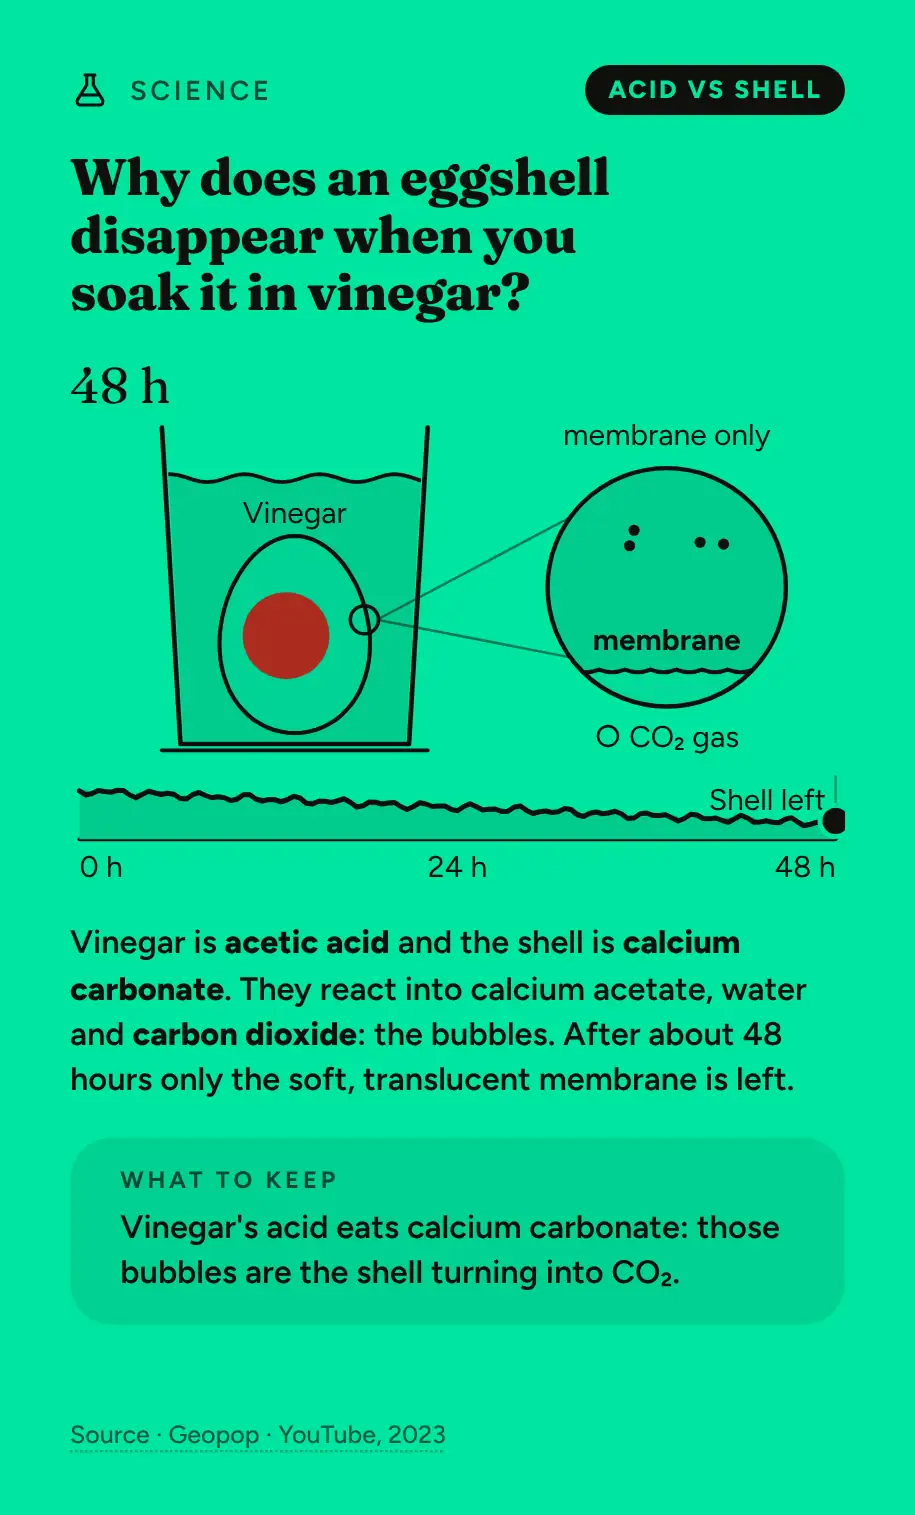 SCIENCE
ACID VS SHELL
Why does an eggshell
disappear when you
soak it in vinegar?
48 h
membrane only
Vinegar
membrane
CO₂ gas
Shell left
0 h
24 h
48 h
Vinegar is acetic acid and the shell is calcium
carbonate. They react into calcium acetate, water
and carbon dioxide: the bubbles. After about 48
hours only the soft, translucent membrane is left.
WHAT TO KEEP
Vinegar's acid eats calcium carbonate: those
bubbles are the shell turning into CO₂.
Source · Geopop · YouTube, 2023